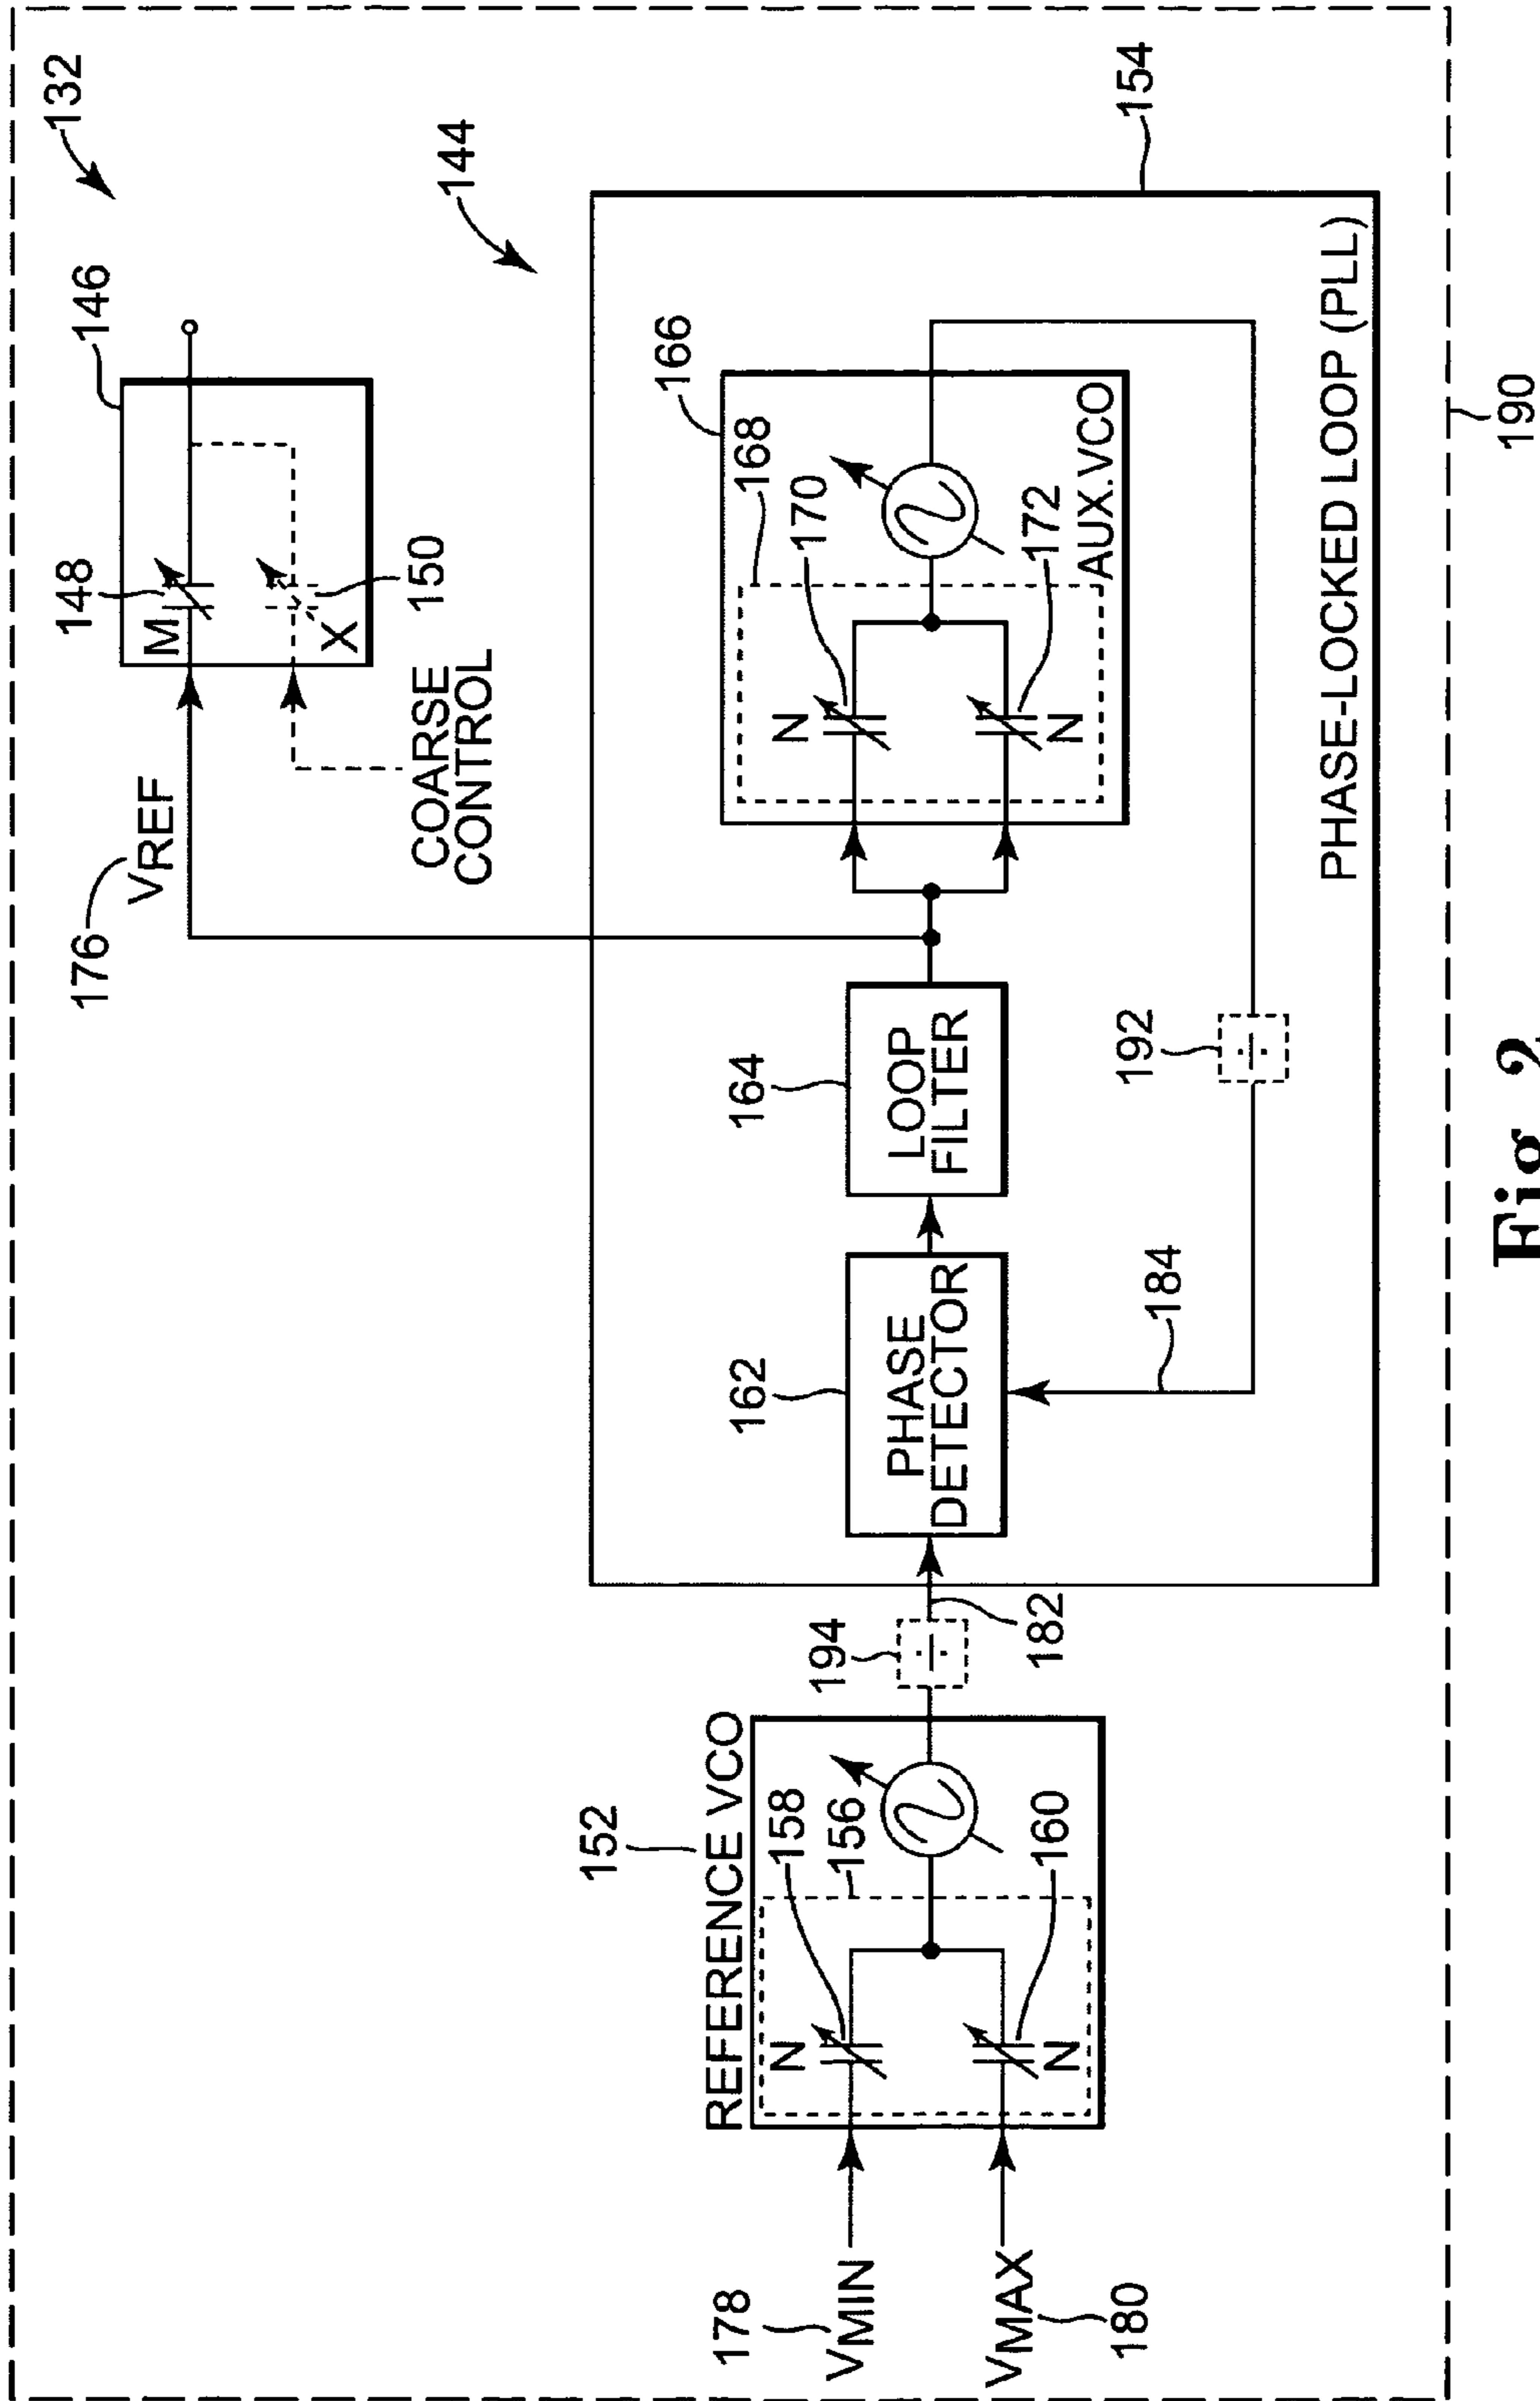 132
144
146
148
M
150
X
176
VREF
COARSE
CONTROL
154
166
168
170
N
172
N
AUX.VCO
164
LOOP
FILTER
162
PHASE
DETECTOR
192
184
PHASE-LOCKED LOOP (PLL)
194
182
152
REFERENCE VCO
158
156
N
160
N
178
VMIN
VMAX
180
190
Fig. 2